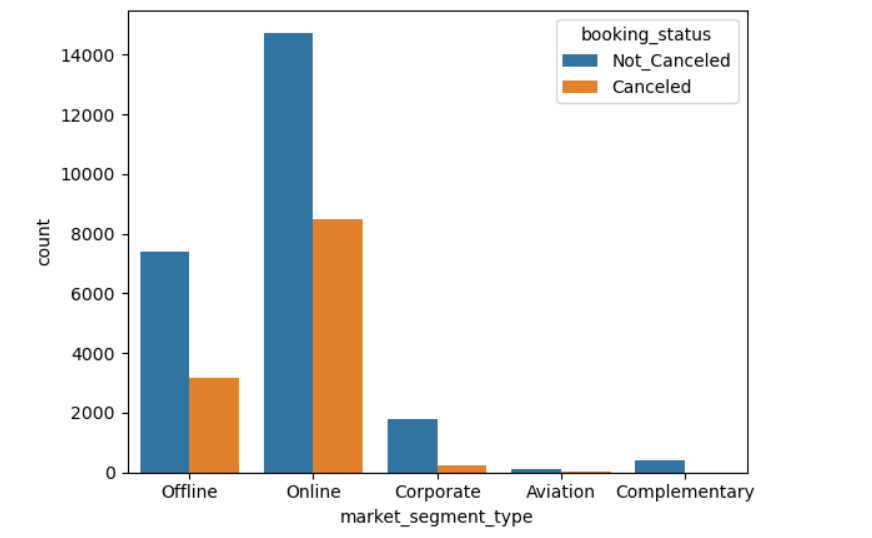 booking_status
Not_Canceled
Canceled
14000
12000
10000
8000
6000
4000
2000
0
count
Offline Online Corporate Aviation Complementary
market_segment_type